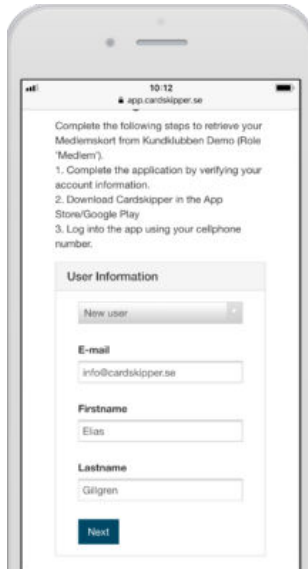 10:12
app.cardskipper.se
Complete the following steps to retrieve your
Medlemskort from Kundklubben Demo (Role
'Medlem').
1. Complete the application by verifying your
account information.
2. Download Cardskipper in the App
Store/Google Play
3. Log into the app using your cellphone
number.
User Information
New user
E-mail
info@cardskipper.se
Firstname
Elias
Lastname
Gillgren
Next